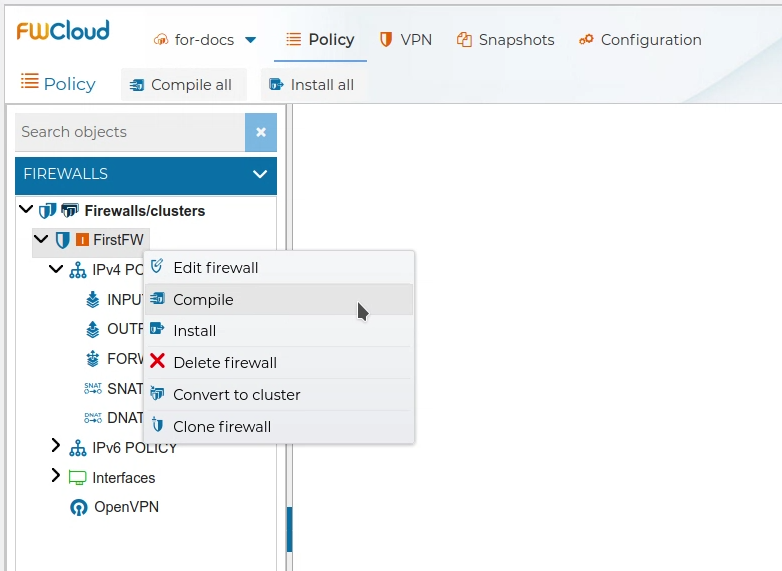 FWCloud
for-docs Policy VPN Snapshots Configuration
Policy Compile all Install all
Search objects
FIREWALLS
Firewalls/clusters
I FirstFW
IPv4 PO
Edit firewall
INPU
Compile
OUTP
Install
FORW
Delete firewall
SNAT SNAT
Convert to cluster
DNAT DNAT
Clone firewall
IPv6 POLICY
Interfaces
OpenVPN